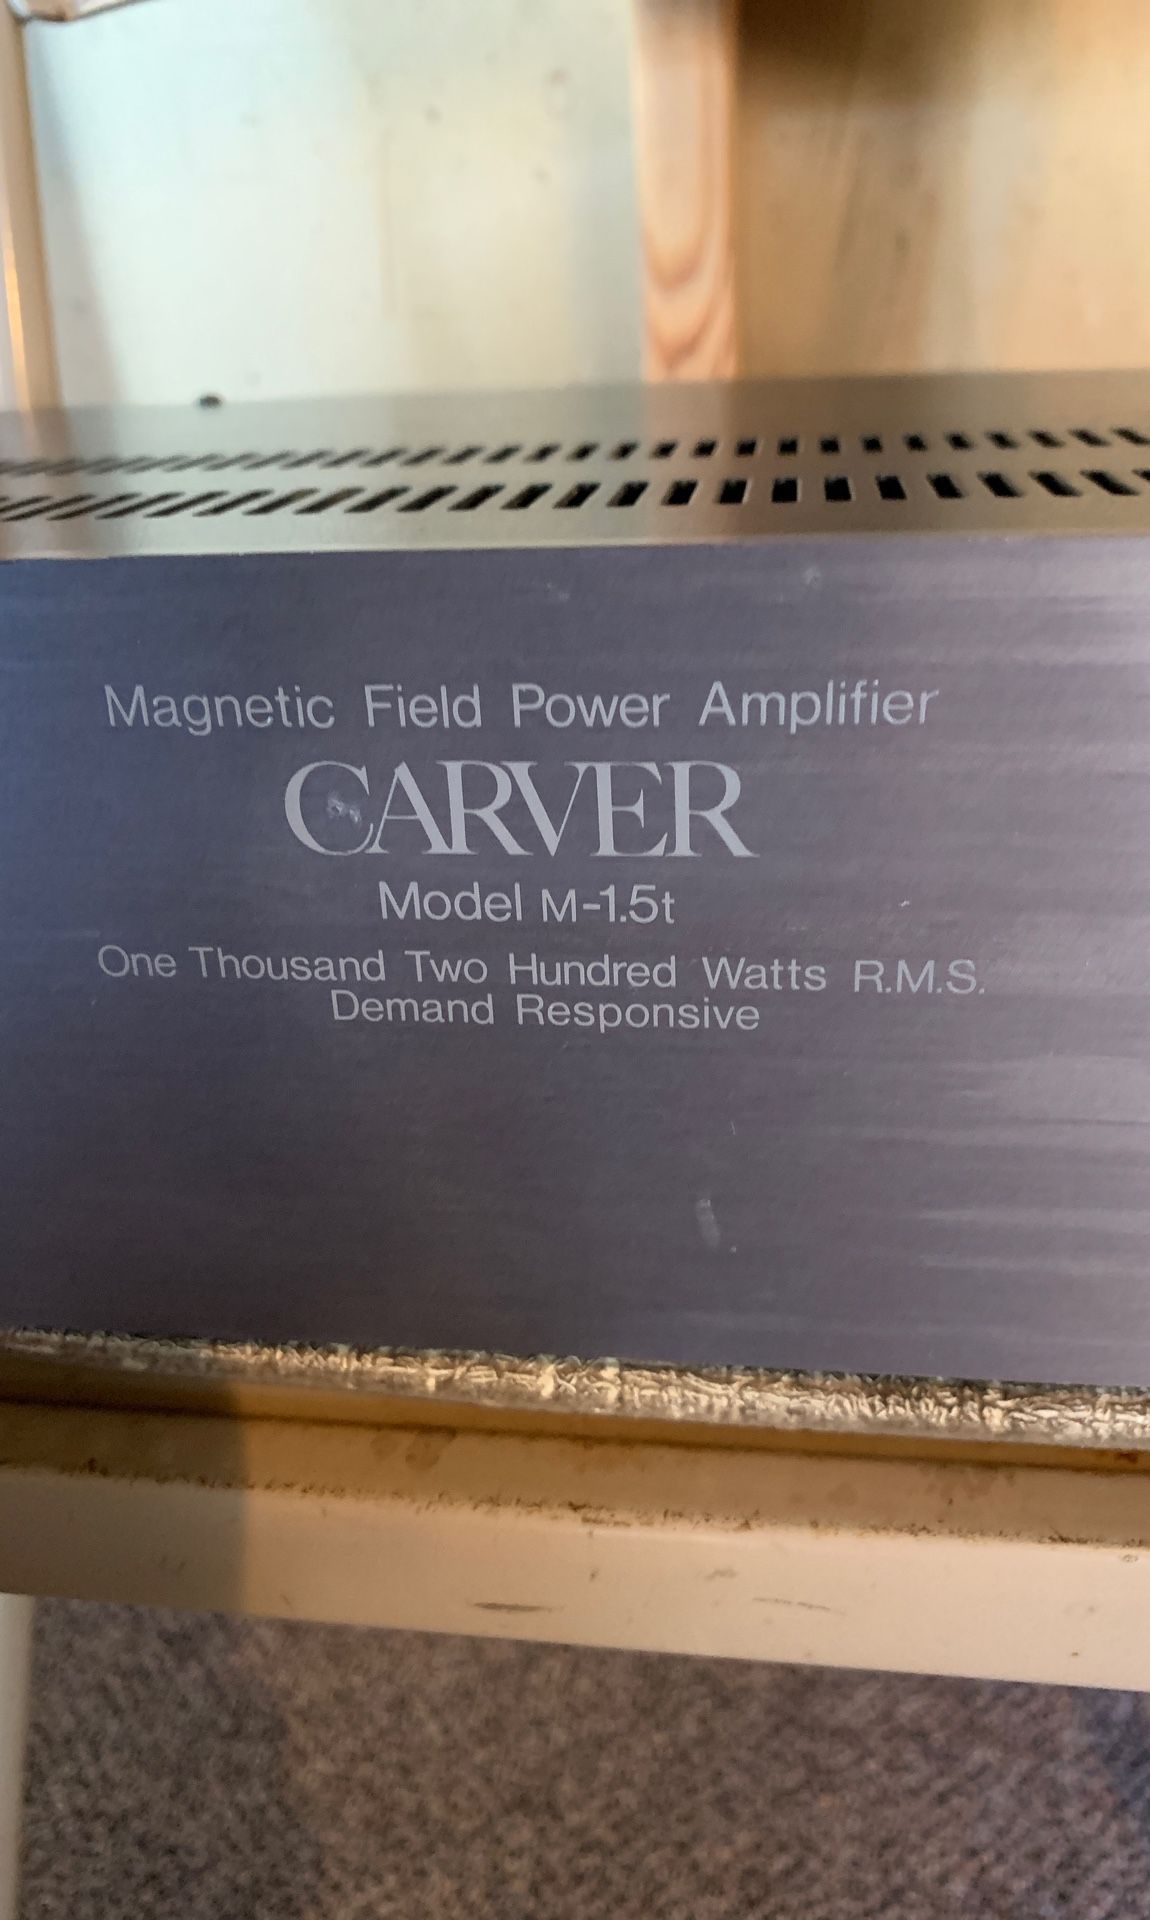 Magnetic Field Power Amplifier
CARVER
Model M-1.5t
One Thousand Two Hundred Watts R.M.S.
Demand Responsive